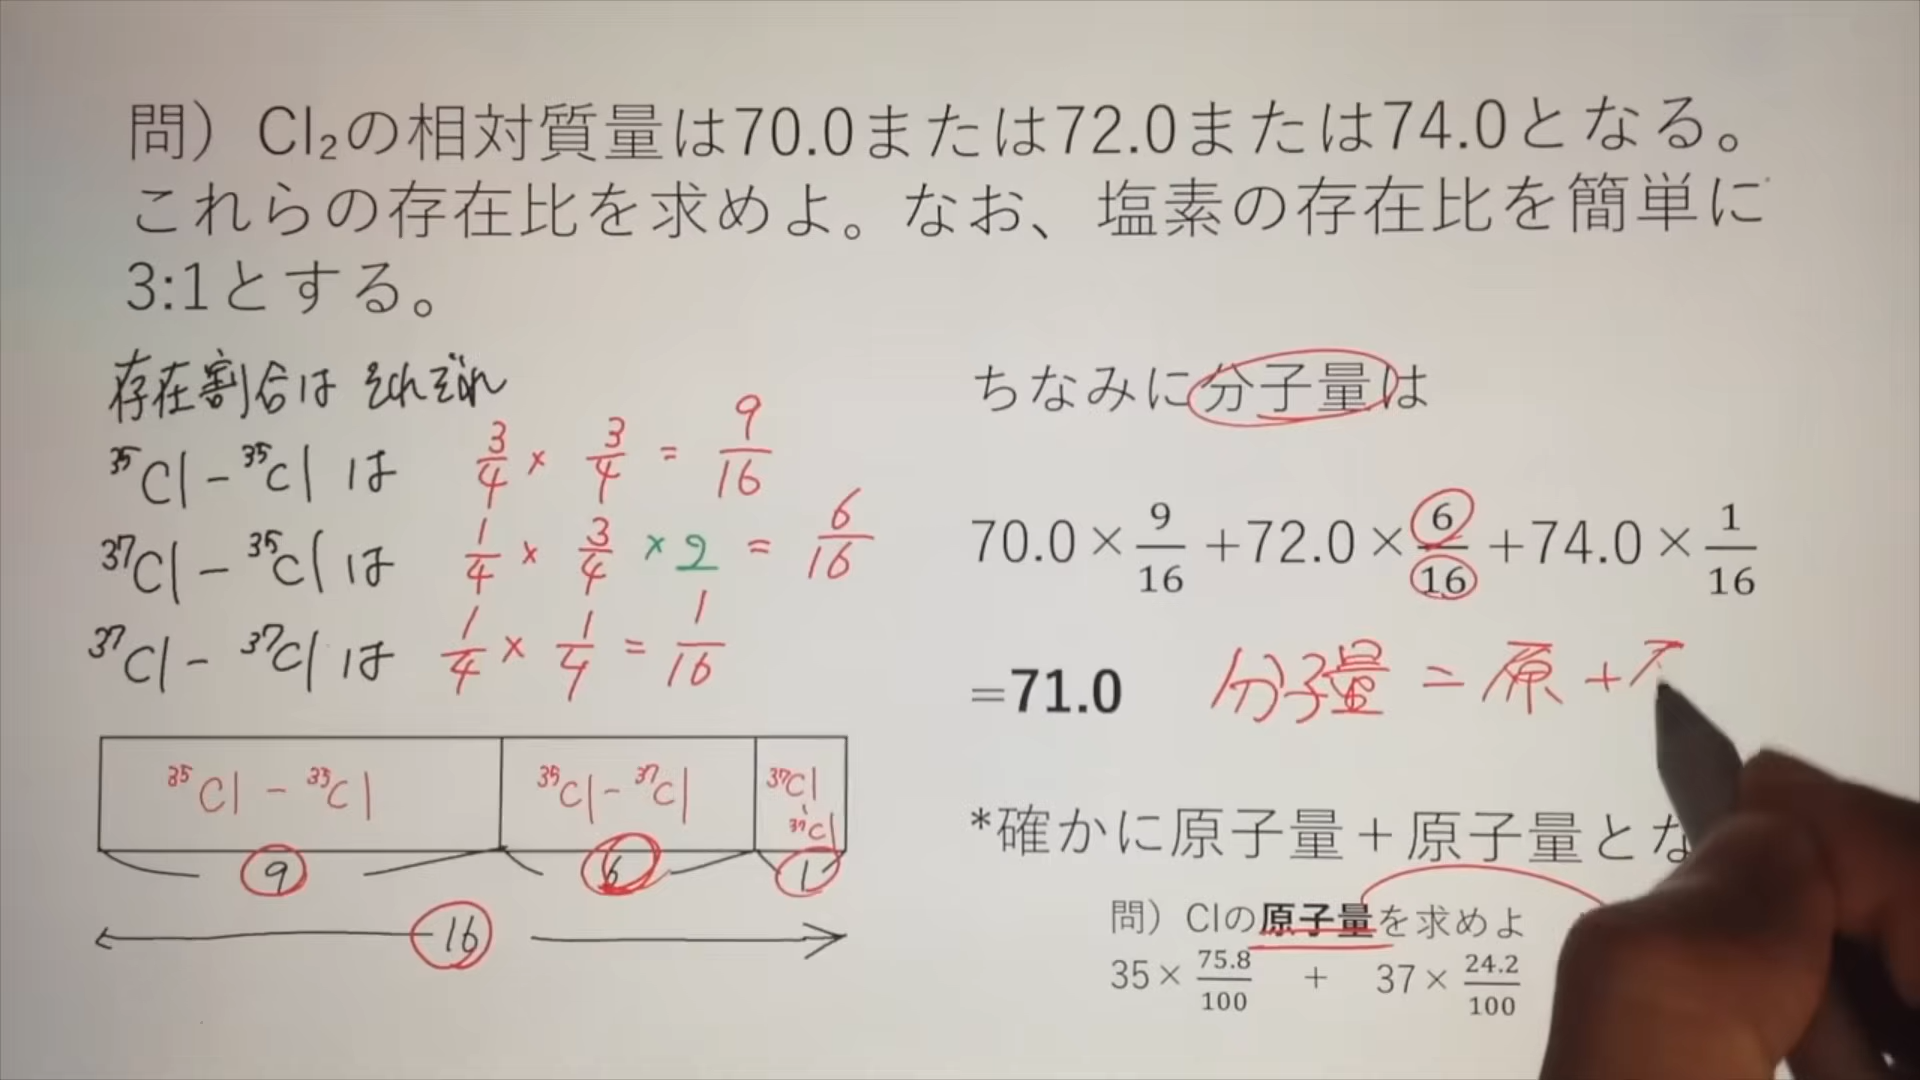 問）Cl₂の相対質量は70.0または72.0または74.0となる。
これらの存在比を求めよ。なお、塩素の存在比を簡単に
3:1とする。
存在割合は それぞれ
³⁵Cl－³⁵Cl は 3/4 × 3/4 = 9/16
³⁷Cl－³⁵Cl は 1/4 × 3/4 × 2 = 6/16
³⁷Cl－³⁷Cl は 1/4 × 1/4 = 1/16
³⁵Cl－³⁵Cl
³⁵Cl－³⁷Cl
³⁷Cl
³⁷Cl
9
6
1
16
ちなみに分子量は
70.0×9/16+72.0×6/16+74.0×1/16
=71.0
分子量 = 原 +
*確かに原子量＋原子量とな
問）Clの原子量を求めよ
35×75.8/100 + 37×24.2/100